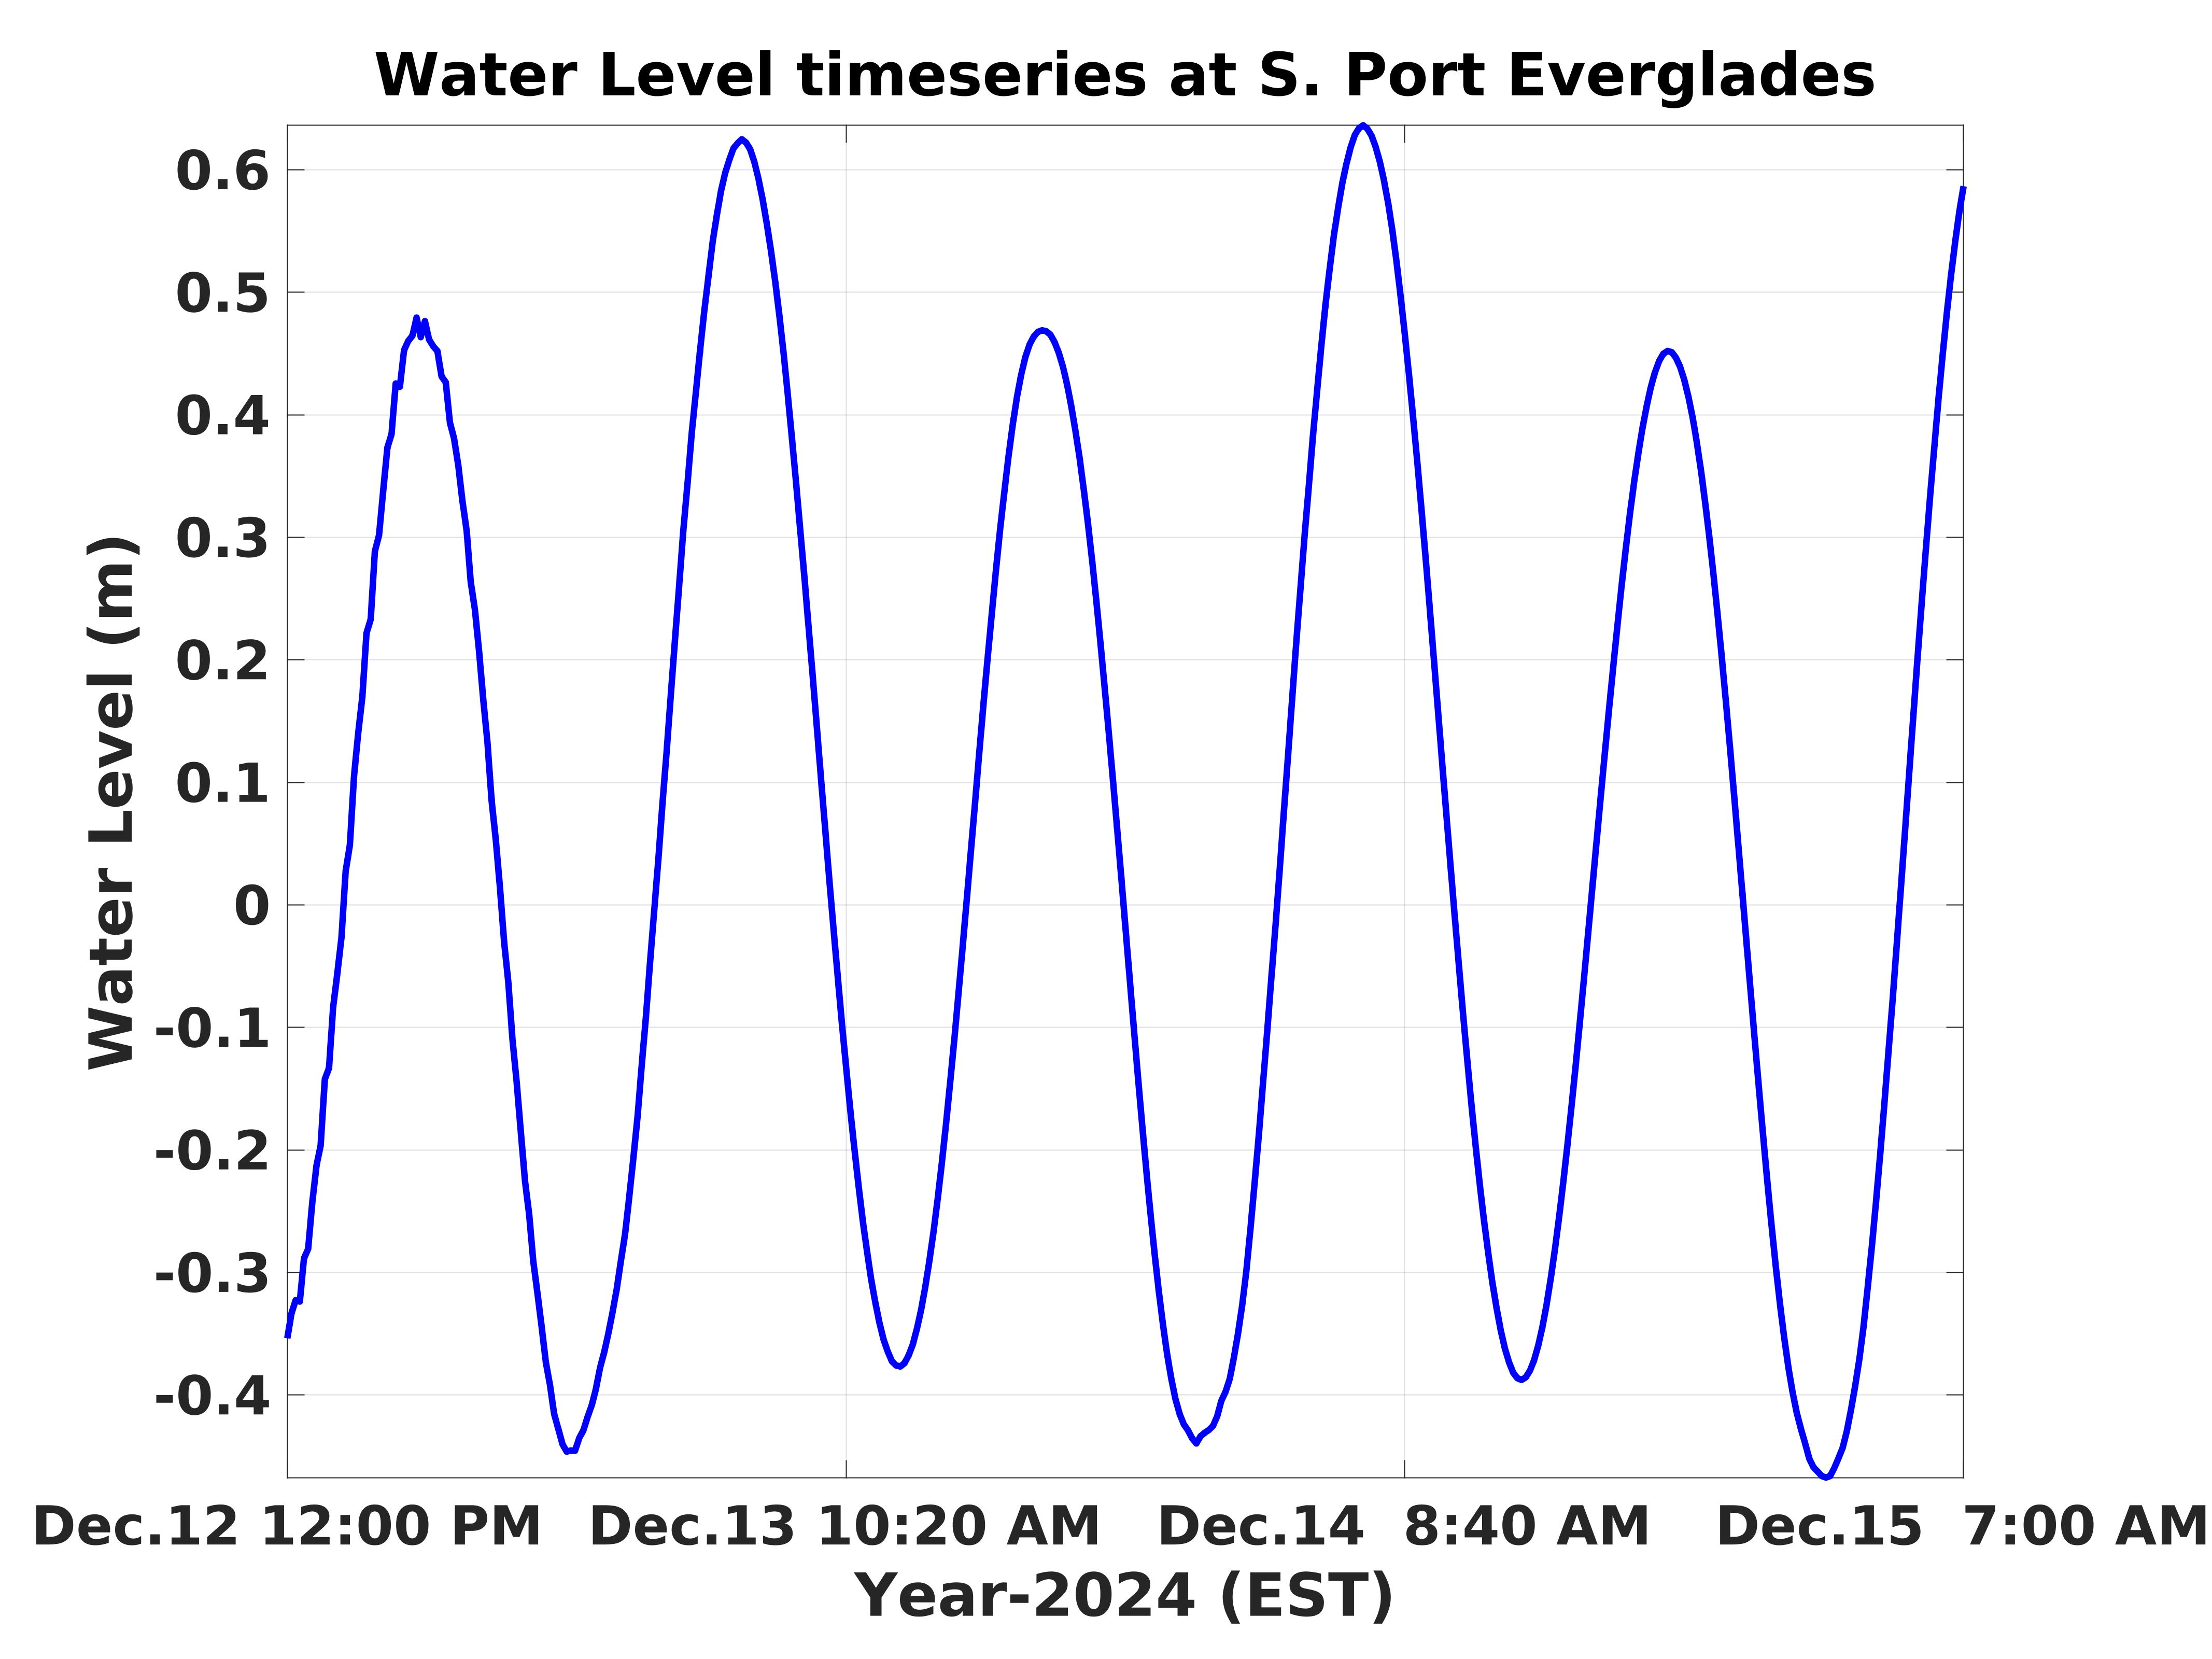 Water Level timeseries at S. Port Everglades
0.6
0.5
0.4
0.3
0.2
0.1
0
-0.1
-0.2
-0.3
-0.4
Water Level (m)
Dec.12 12:00 PM Dec.13 10:20 AM Dec.14 8:40 AM Dec.15 7:00 AM
Year-2024 (EST)